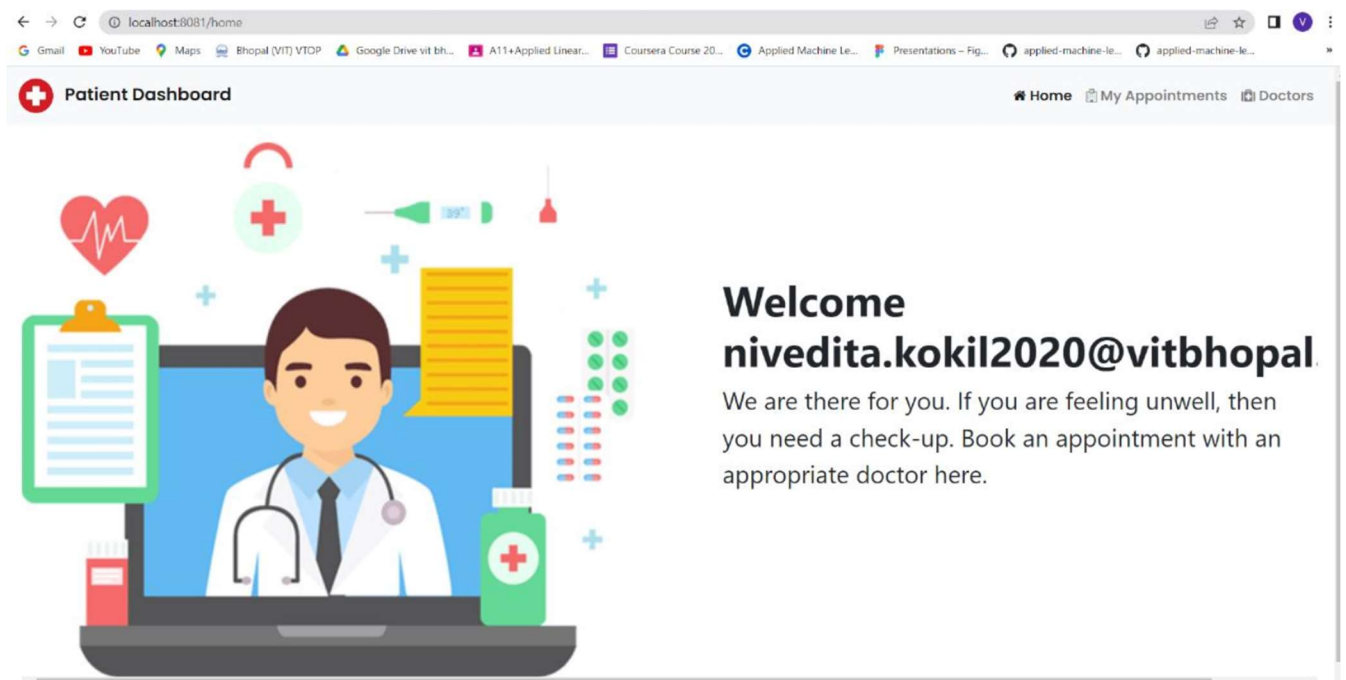 localhost:8081/home
V
G Gmail YouTube Maps Bhopal (VIT) VTOP Google Drive vit bh... A11+Applied Linear... Coursera Course 20... Applied Machine Le... Presentations – Fig... applied-machine-le... applied-machine-le... »
Patient Dashboard Home My Appointments Doctors
39°
Welcome
nivedita.kokil2020@vitbhopal.
We are there for you. If you are feeling unwell, then
you need a check-up. Book an appointment with an
appropriate doctor here.